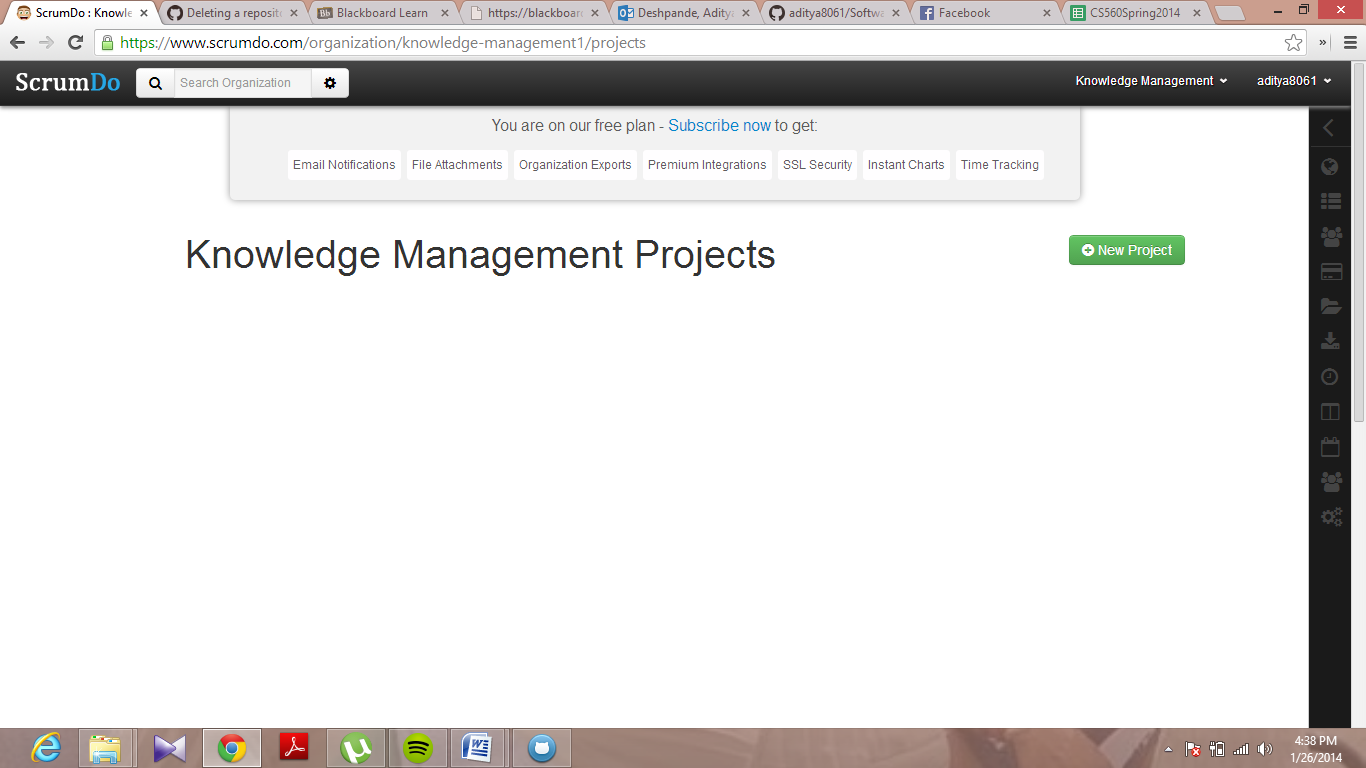 ScrumDo : Knowle
Deleting a reposito
Blackboard Learn
https://blackboar
Deshpande, Aditya
aditya8061/Softwa
Facebook
CS560Spring2014
https://www.scrumdo.com/organization/knowledge-management1/projects
ScrumDo
Search Organization
Knowledge Management
aditya8061
You are on our free plan - Subscribe now to get:
Email Notifications
File Attachments
Organization Exports
Premium Integrations
SSL Security
Instant Charts
Time Tracking
Knowledge Management Projects
New Project
4:38 PM
1/26/2014